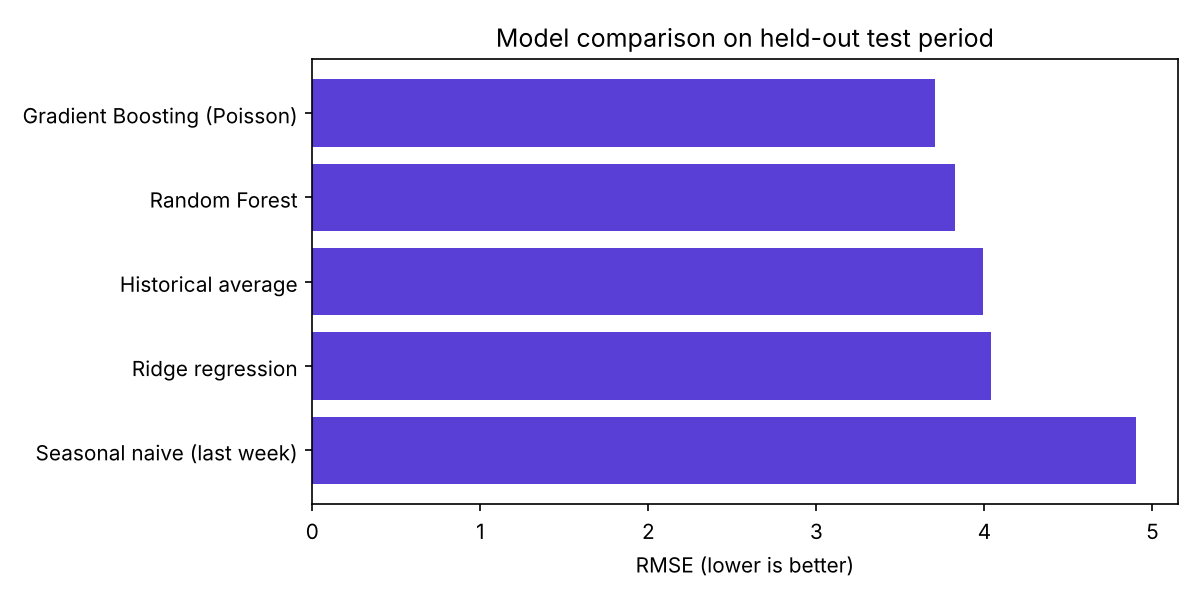 Model comparison on held-out test period
Gradient Boosting (Poisson)
Random Forest
Historical average
Ridge regression
Seasonal naive (last week)
0 1 2 3 4 5
RMSE (lower is better)